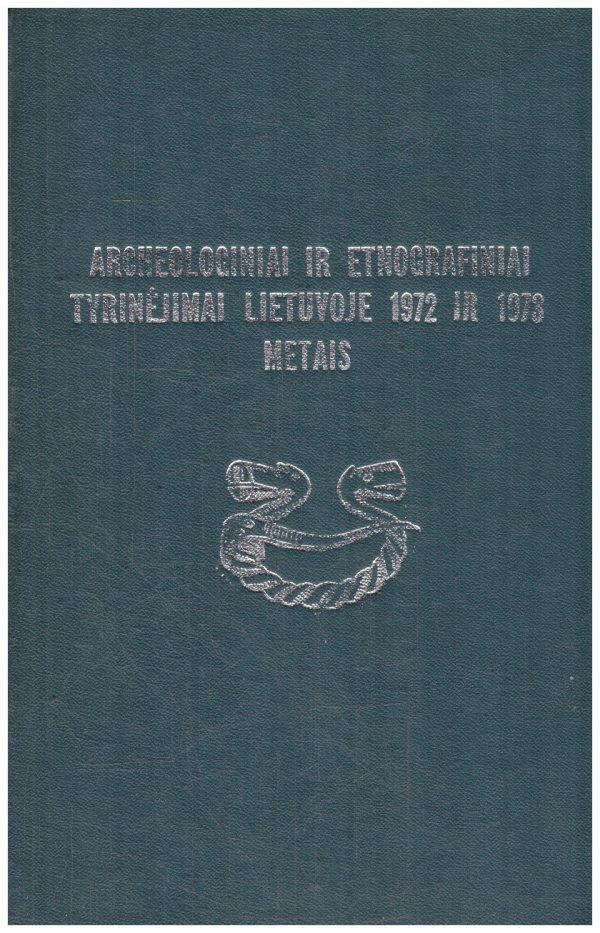 ARCHEOLOGINIAI IR ETNOGRAFINIAI
TYRINĖJIMAI LIETUVOJE 1972 IR 1973
METAIS